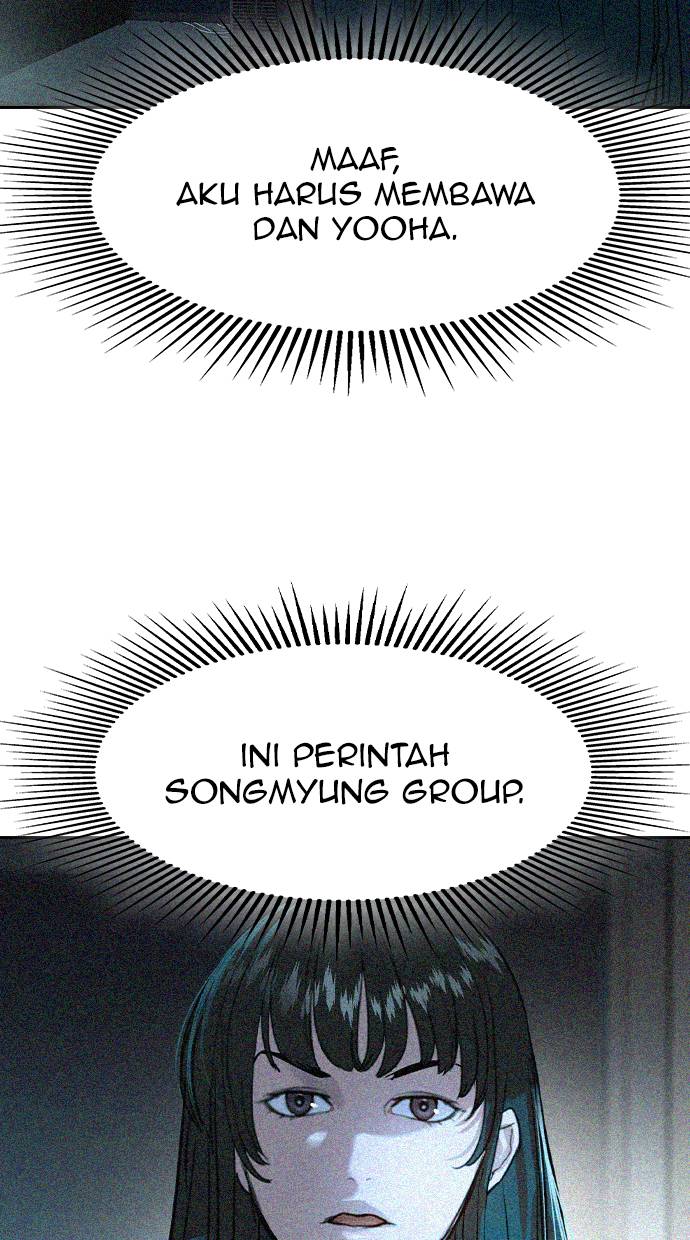 MAAF,
AKU HARUS MEMBAWA
DAN YOOHA.
INI PERINTAH
SONGMYUNG GROUP.